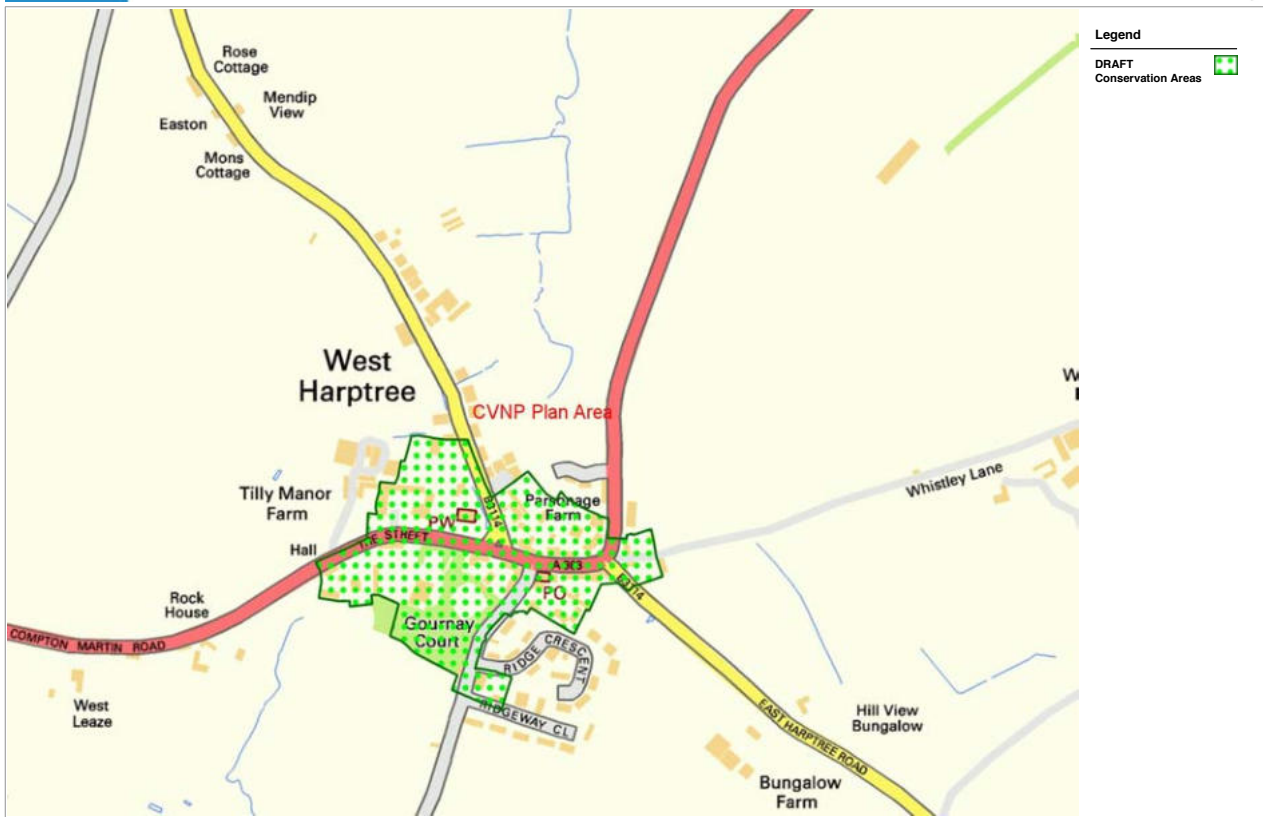 Legend
DRAFT
Conservation Areas
Rose
Cottage
Mendip
View
Easton
Mons
Cottage
West
Harptree
CVNP Plan Area
W
Whistley Lane
Tilly Manor
Farm
PW
B3114
Parsonage
Farm
Hall
THE STREET
A368
B3114
PO
Rock
House
COMPTON MARTIN ROAD
Gournay
Court
RIDGE CRESCENT
West
Leaze
RIDGEWAY CL
EAST HARPTREE ROAD
Hill View
Bungalow
Bungalow
Farm